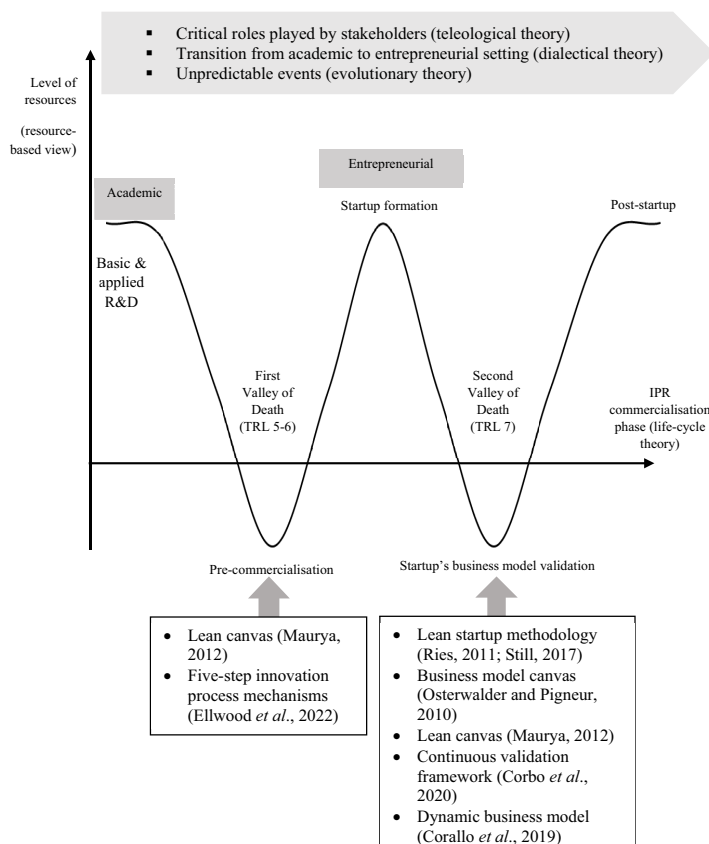 ▪ Critical roles played by stakeholders (teleological theory)
▪ Transition from academic to entrepreneurial setting (dialectical theory)
▪ Unpredictable events (evolutionary theory)
Level of
resources
(resource-
based view)
Entrepreneurial
Academic
Startup formation
Post-startup
Basic &
applied
R&D
First
Valley of
Death
(TRL 5-6)
Second
Valley of
Death
(TRL 7)
IPR
commercialisation
phase (life-cycle
theory)
Pre-commercialisation
Startup’s business model validation
• Lean canvas (Maurya,
2012)
• Five-step innovation
process mechanisms
(Ellwood et al., 2022)
• Lean startup methodology
(Ries, 2011; Still, 2017)
• Business model canvas
(Osterwalder and Pigneur,
2010)
• Lean canvas (Maurya, 2012)
• Continuous validation
framework (Corbo et al.,
2020)
• Dynamic business model
(Corallo et al., 2019)